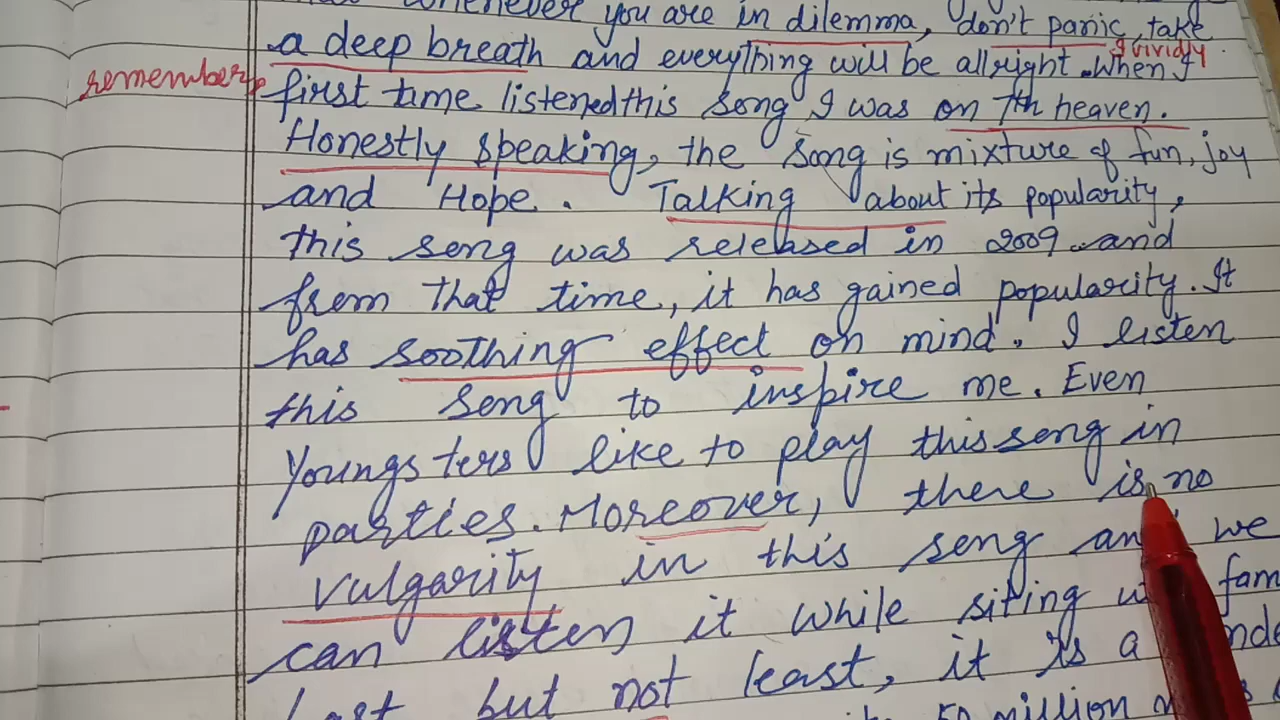 whenever you are in dilemma, don't panic, take
a deep breath and everything will be allright. When I
I vividly
remember
first time listened this song I was on 7th heaven.
Honestly speaking, the song is mixture of fun, joy
and Hope. Talking about its popularity,
this song was released in 2009 and
from that time, it has gained popularity. It
has soothing effect on mind. I listen
this song to inspire me. Even
Youngsters like to play this song in
parties. Moreover, there is no
vulgarity in this song an we
can listen it while siting fam
last but not least, it is a
50 million